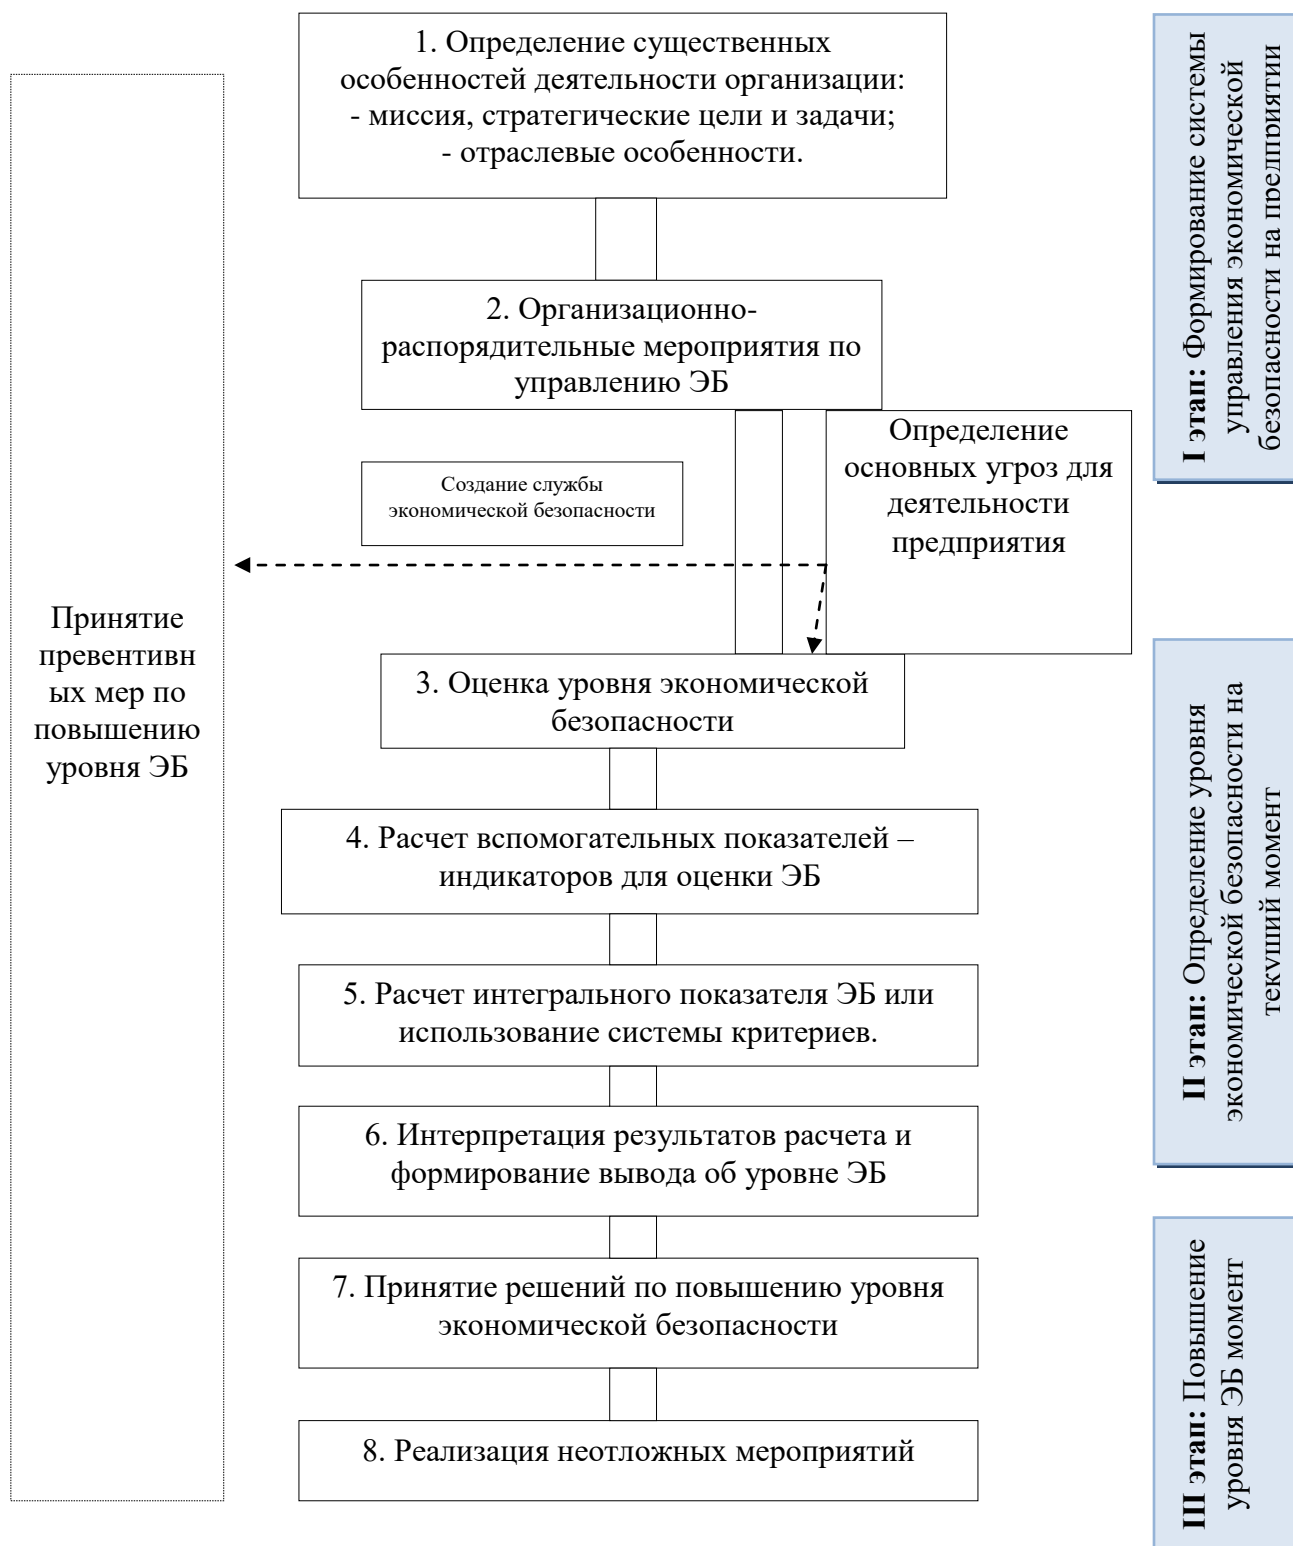 1. Определение существенных
особенностей деятельности организации:
- миссия, стратегические цели и задачи;
- отраслевые особенности.
2. Организационно-
распорядительные мероприятия по
управлению ЭБ
Создание службы
экономической безопасности
Определение
основных угроз для
деятельности
предприятия
Принятие
превентивн
ых мер по
повышению
уровня ЭБ
3. Оценка уровня экономической
безопасности
4. Расчет вспомогательных показателей –
индикаторов для оценки ЭБ
5. Расчет интегрального показателя ЭБ или
использование системы критериев.
6. Интерпретация результатов расчета и
формирование вывода об уровне ЭБ
7. Принятие решений по повышению уровня
экономической безопасности
8. Реализация неотложных мероприятий
I этап: Формирование системы
управления экономической
безопасности на предприятии
II этап: Определение уровня
экономической безопасности на
текущий момент
III этап: Повышение
уровня ЭБ момент